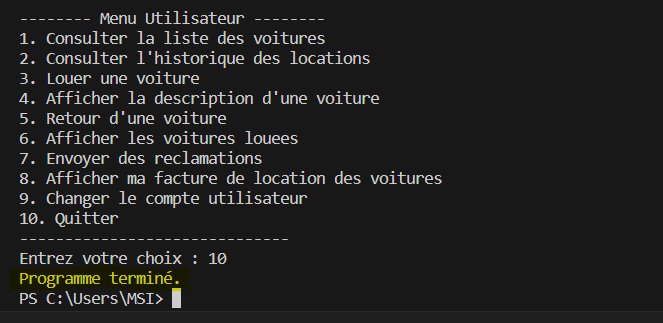 -------- Menu Utilisateur --------
1. Consulter la liste des voitures
2. Consulter l'historique des locations
3. Louer une voiture
4. Afficher la description d'une voiture
5. Retour d'une voiture
6. Afficher les voitures louees
7. Envoyer des reclamations
8. Afficher ma facture de location des voitures
9. Changer le compte utilisateur
10. Quitter
------------------------------
Entrez votre choix : 10
Programme terminé.
PS C:\Users\MSI>